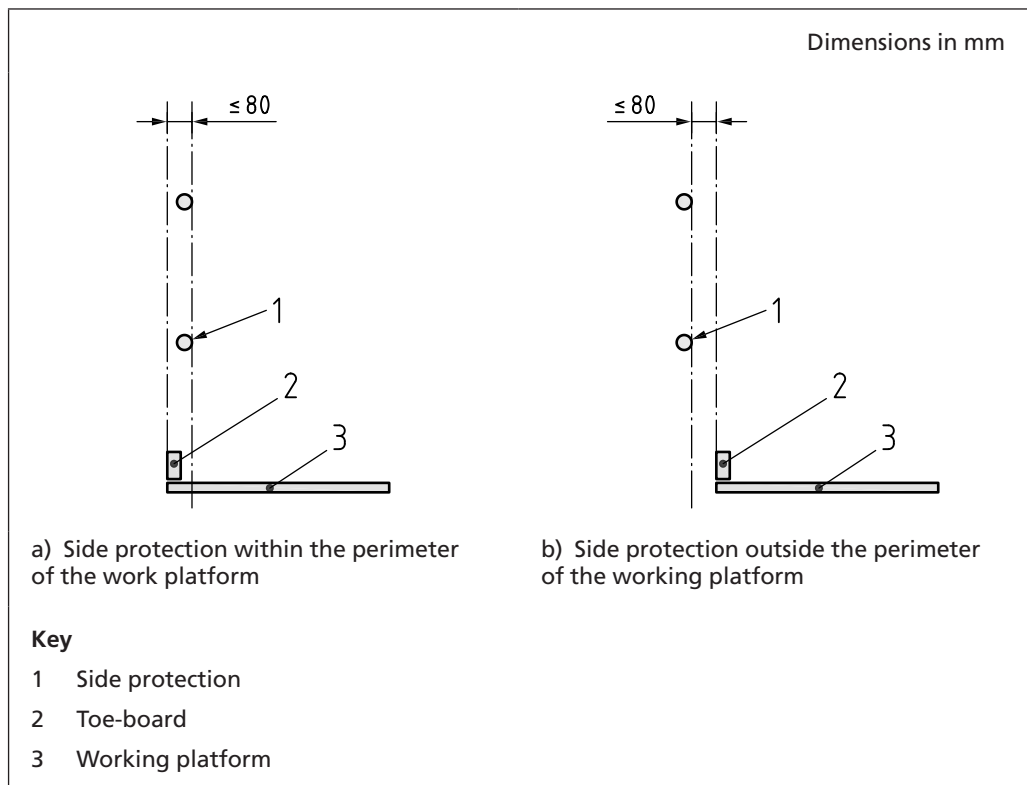 Dimensions in mm
≤ 80
≤ 80
1
2
3
1
2
3
a) Side protection within the perimeter
of the work platform
b) Side protection outside the perimeter
of the working platform
Key
1 Side protection
2 Toe-board
3 Working platform